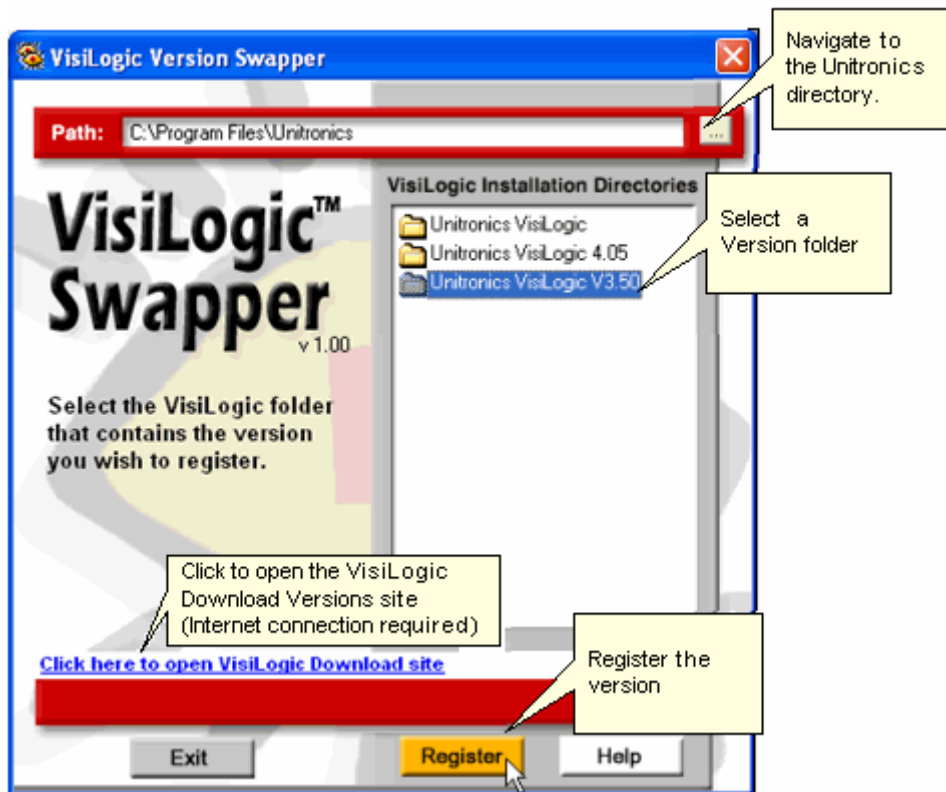 VisiLogic Version Swapper
Navigate to
the Unitronics
directory.
Path: C:\Program Files\Unitronics ...
VisiLogic™
Swapper
v 1.00
Select the VisiLogic folder
that contains the version
you wish to register.
VisiLogic Installation Directories
Unitronics VisiLogic
Unitronics VisiLogic 4.05
Unitronics VisiLogic V3.50
Select a
Version folder
Click to open the VisiLogic
Download Versions site
(Internet connection required)
Click here to open VisiLogic Download site
Register the
version
Exit
Register
Help